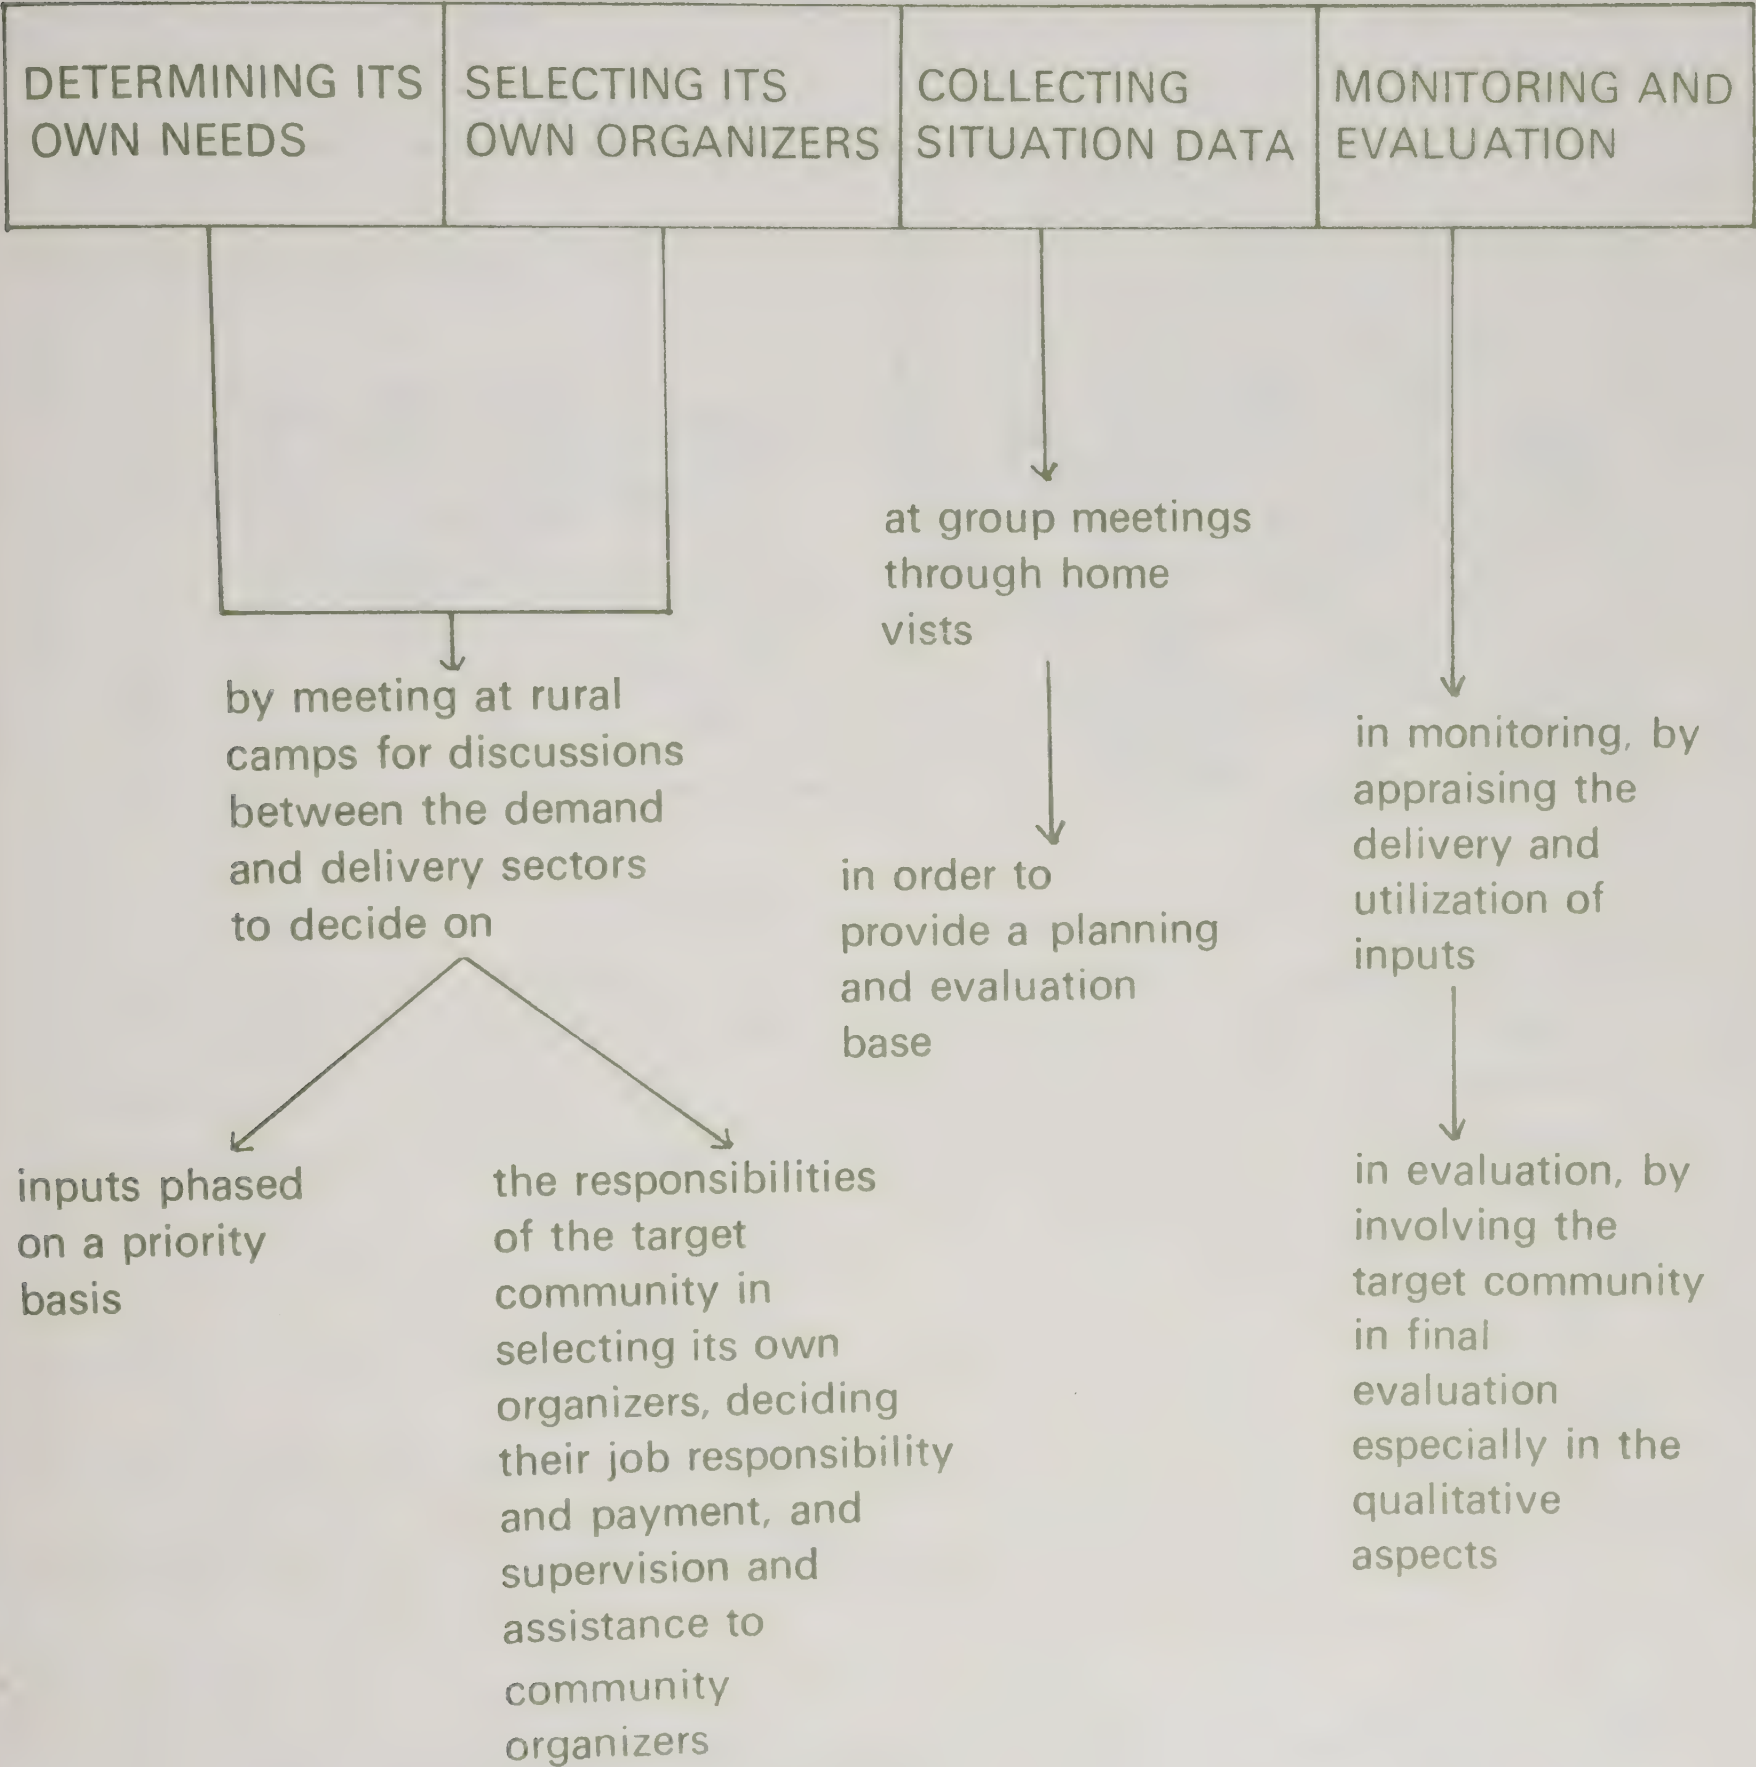 DETERMINING ITS
OWN NEEDS
SELECTING ITS
OWN ORGANIZERS
COLLECTING
SITUATION DATA
MONITORING AND
EVALUATION
by meeting at rural
camps for discussions
between the demand
and delivery sectors
to decide on
inputs phased
on a priority
basis
the responsibilities
of the target
community in
selecting its own
organizers, deciding
their job responsibility
and payment, and
supervision and
assistance to
community
organizers
at group meetings
through home
vists
in order to
provide a planning
and evaluation
base
in monitoring, by
appraising the
delivery and
utilization of
inputs
in evaluation, by
involving the
target community
in final
evaluation
especially in the
qualitative
aspects